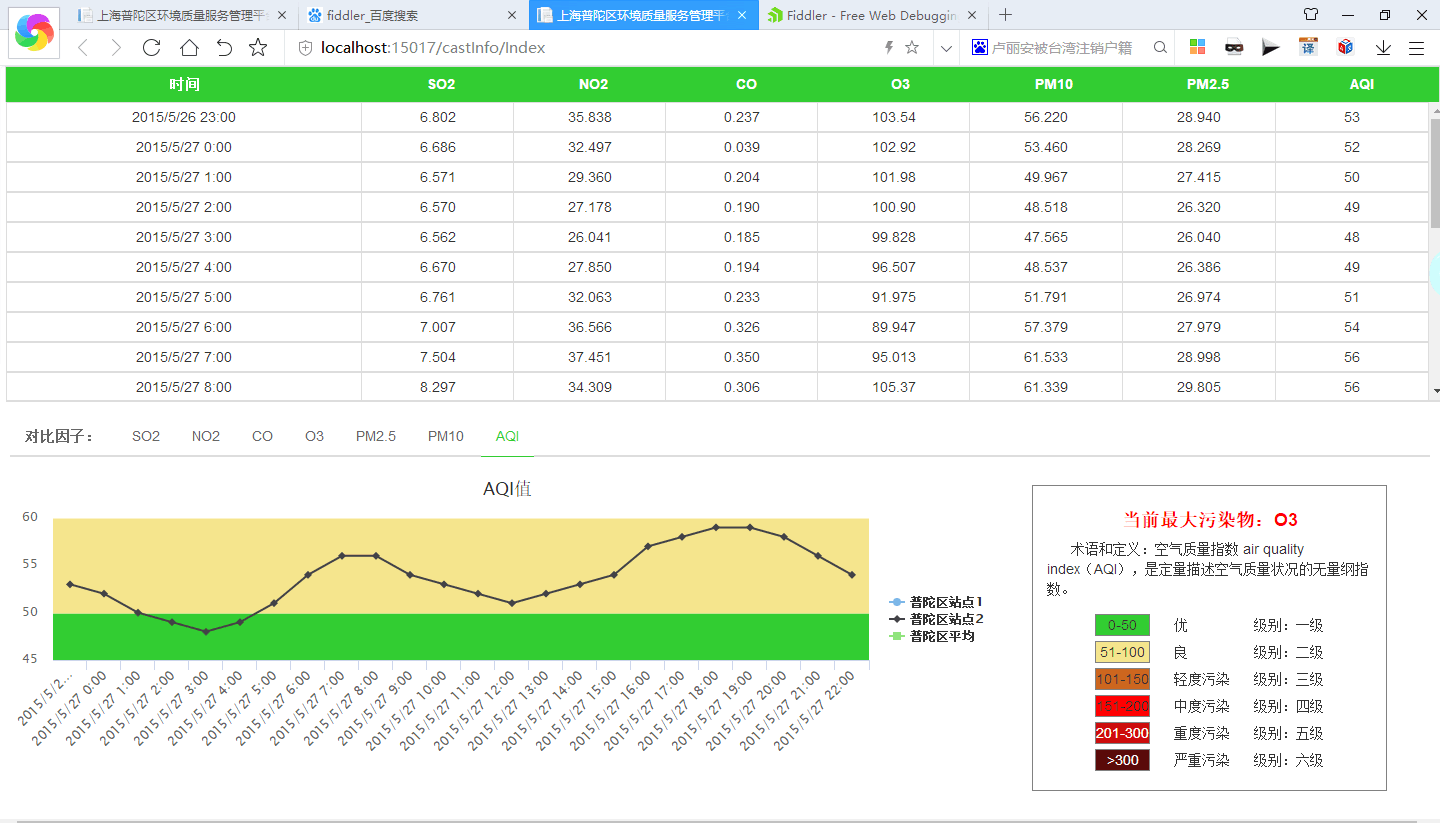 上海普陀区环境质量服务管理平
fiddler_百度搜索
上海普陀区环境质量服务管理平
Fiddler - Free Web Debuggin
localhost:15017/castInfo/Index
卢丽安被台湾注销户籍
译
时间 SO2 NO2 CO O3 PM10 PM2.5 AQI
2015/5/26 23:00 6.802 35.838 0.237 103.54 56.220 28.940 53
2015/5/27 0:00 6.686 32.497 0.039 102.92 53.460 28.269 52
2015/5/27 1:00 6.571 29.360 0.204 101.98 49.967 27.415 50
2015/5/27 2:00 6.570 27.178 0.190 100.90 48.518 26.320 49
2015/5/27 3:00 6.562 26.041 0.185 99.828 47.565 26.040 48
2015/5/27 4:00 6.670 27.850 0.194 96.507 48.537 26.386 49
2015/5/27 5:00 6.761 32.063 0.233 91.975 51.791 26.974 51
2015/5/27 6:00 7.007 36.566 0.326 89.947 57.379 27.979 54
2015/5/27 7:00 7.504 37.451 0.350 95.013 61.533 28.998 56
2015/5/27 8:00 8.297 34.309 0.306 105.37 61.339 29.805 56
对比因子： SO2 NO2 CO O3 PM2.5 PM10 AQI
AQI值
60
55
50
45
2015/5/2...
2015/5/27 0:00
2015/5/27 1:00
2015/5/27 2:00
2015/5/27 3:00
2015/5/27 4:00
2015/5/27 5:00
2015/5/27 6:00
2015/5/27 7:00
2015/5/27 8:00
2015/5/27 9:00
2015/5/27 10:00
2015/5/27 11:00
2015/5/27 12:00
2015/5/27 13:00
2015/5/27 14:00
2015/5/27 15:00
2015/5/27 16:00
2015/5/27 17:00
2015/5/27 18:00
2015/5/27 19:00
2015/5/27 20:00
2015/5/27 21:00
2015/5/27 22:00
普陀区站点1
普陀区站点2
普陀区平均
当前最大污染物：O3
术语和定义：空气质量指数 air quality
index（AQI），是定量描述空气质量状况的无量纲指
数。
0-50 优 级别：一级
51-100 良 级别：二级
101-150 轻度污染 级别：三级
151-200 中度污染 级别：四级
201-300 重度污染 级别：五级
>300 严重污染 级别：六级